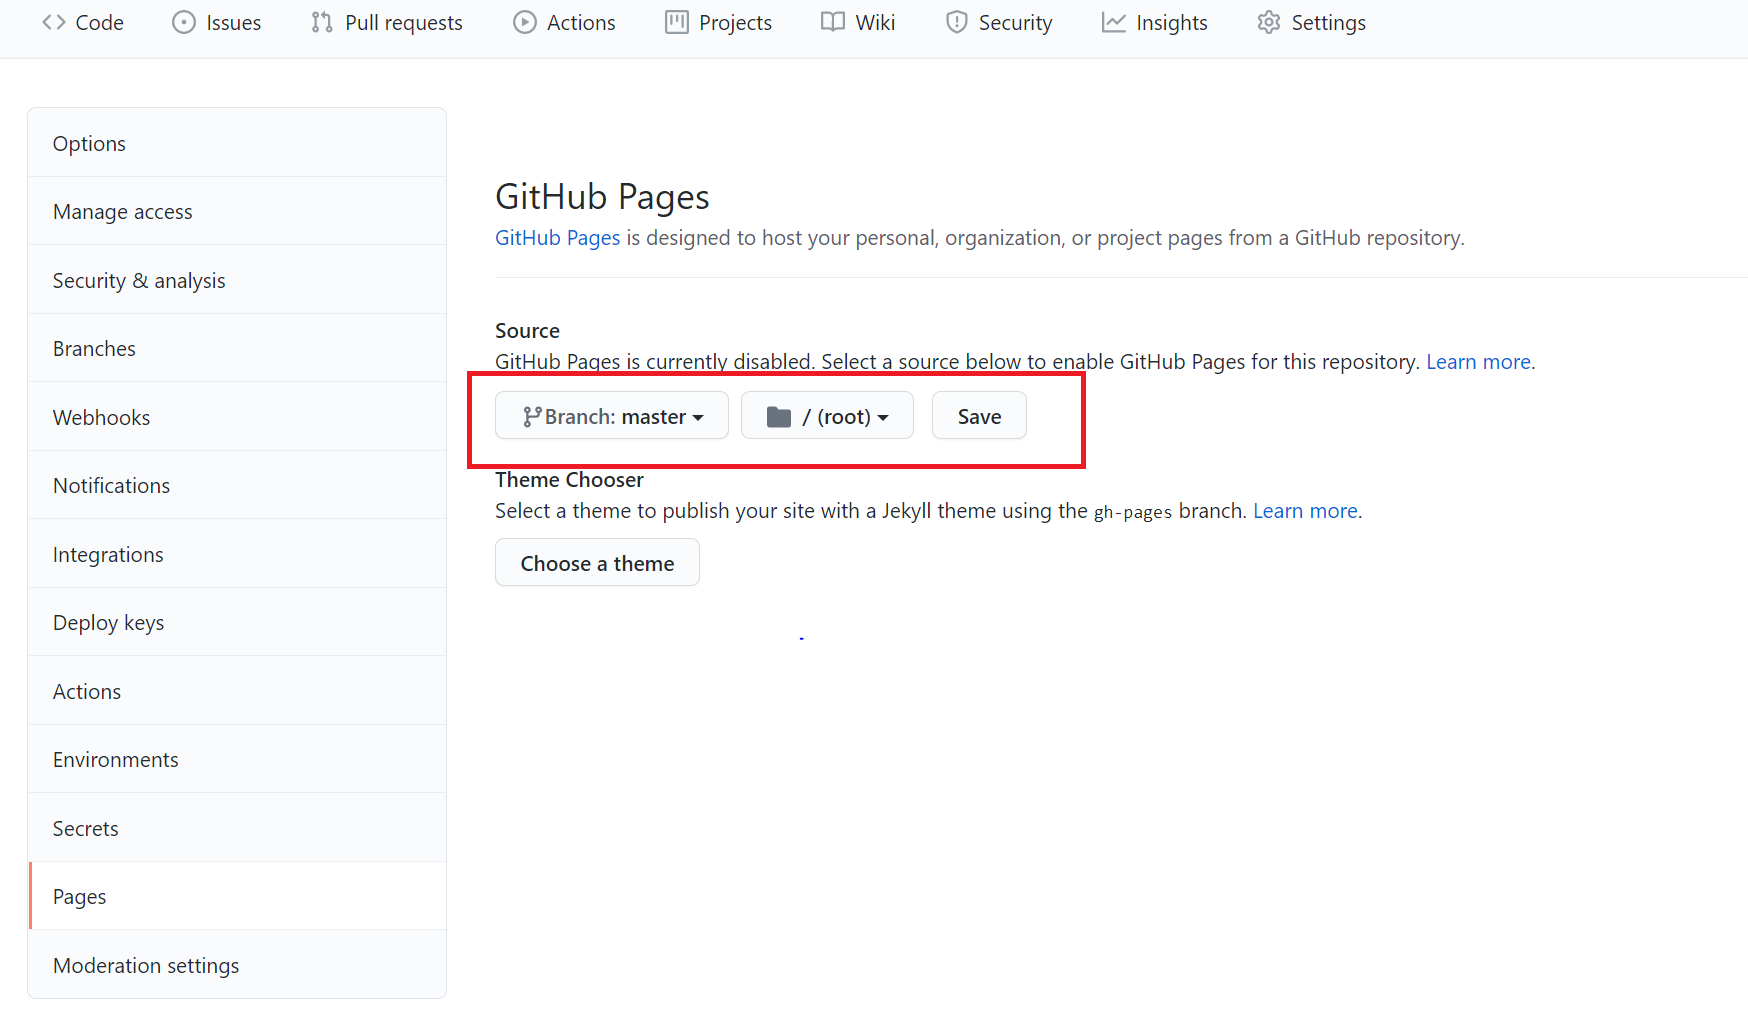 Code Issues Pull requests Actions Projects Wiki Security Insights Settings
Options
Manage access
Security & analysis
Branches
Webhooks
Notifications
Integrations
Deploy keys
Actions
Environments
Secrets
Pages
Moderation settings
GitHub Pages
GitHub Pages is designed to host your personal, organization, or project pages from a GitHub repository.
Source
GitHub Pages is currently disabled. Select a source below to enable GitHub Pages for this repository. Learn more.
Branch: master / (root) Save
Theme Chooser
Select a theme to publish your site with a Jekyll theme using the gh-pages branch. Learn more.
Choose a theme